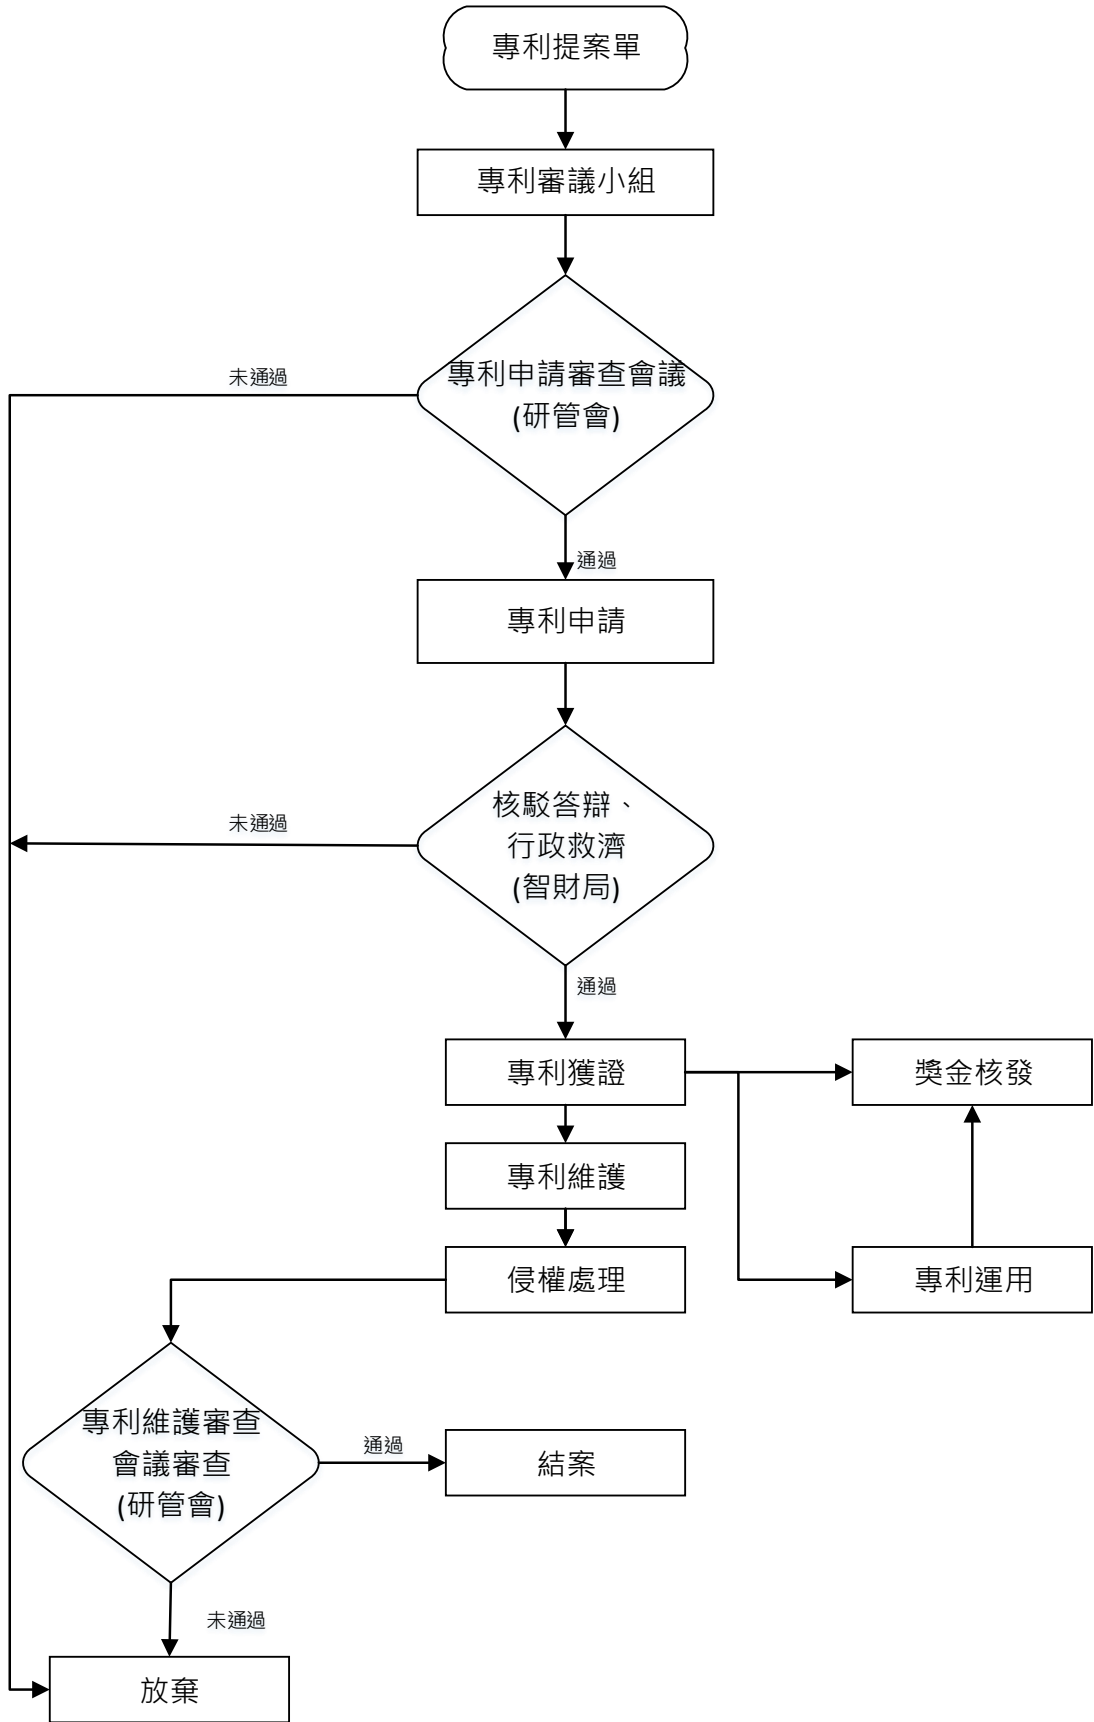 專利提案單
專利審議小組
專利申請審查會議
(研管會)
未通過
通過
專利申請
核駁答辯、
行政救濟
(智財局)
未通過
通過
專利獲證
獎金核發
專利維護
侵權處理
專利運用
專利維護審查
會議審查
(研管會)
通過
結案
未通過
放棄